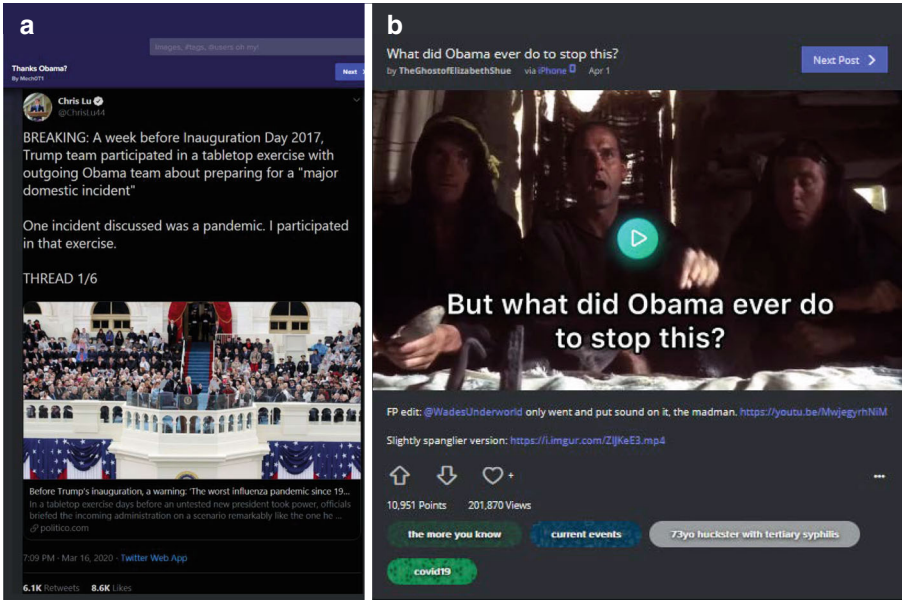 a
Images, #tags, @users oh my!
Thanks Obama?
By MechGT1
Next
Chris Lu
@ChrisLu44
BREAKING: A week before Inauguration Day 2017,
Trump team participated in a tabletop exercise with
outgoing Obama team about preparing for a "major
domestic incident"
One incident discussed was a pandemic. I participated
in that exercise.
THREAD 1/6
Before Trump's inauguration, a warning: 'The worst influenza pandemic since 19...
In a tabletop exercise days before an untested new president took power, officials
briefed the incoming administration on a scenario remarkably like the one he ...
politico.com
7:09 PM · Mar 16, 2020 · Twitter Web App
6.1K Retweets 8.6K Likes
b
What did Obama ever do to stop this?
by TheGhostofElizabethShue via iPhone Apr 1
Next Post
But what did Obama ever do
to stop this?
FP edit: @WadesUnderworld only went and put sound on it, the madman. https://youtu.be/MwjegyrhNiM
Slightly spanglier version: https://i.imgur.com/ZIJKeE3.mp4
10,951 Points 201,870 Views
the more you know
current events
73yo huckster with tertiary syphilis
covid19